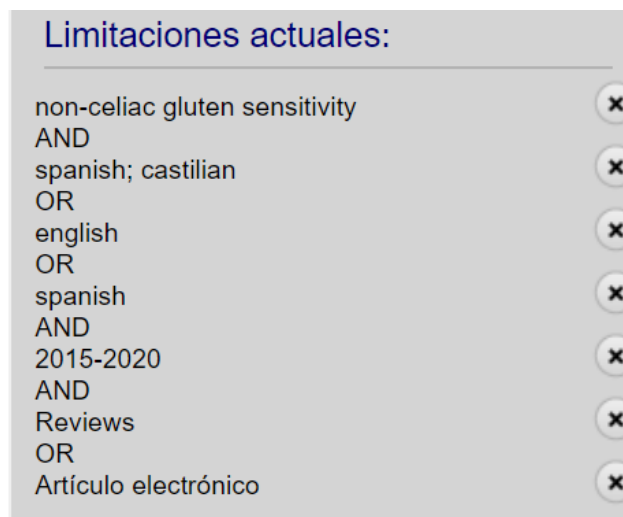 Limitaciones actuales:
non-celiac gluten sensitivity
AND
spanish; castilian
OR
english
OR
spanish
AND
2015-2020
AND
Reviews
OR
Artículo electrónico